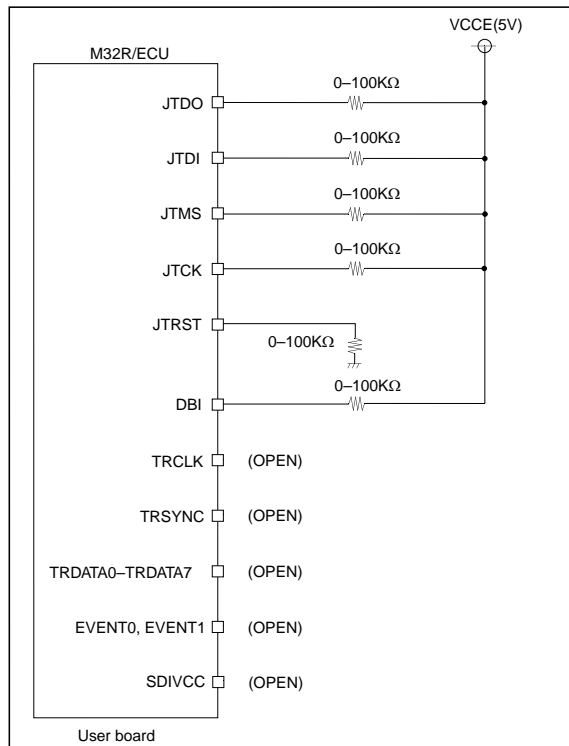 VCCE(5V)
M32R/ECU
0–100KΩ
JTDO
0–100KΩ
JTDI
0–100KΩ
JTMS
0–100KΩ
JTCK
JTRST
0–100KΩ
0–100KΩ
DBI
TRCLK (OPEN)
TRSYNC (OPEN)
TRDATA0–TRDATA7 (OPEN)
EVENT0, EVENT1 (OPEN)
SDIVCC (OPEN)
User board